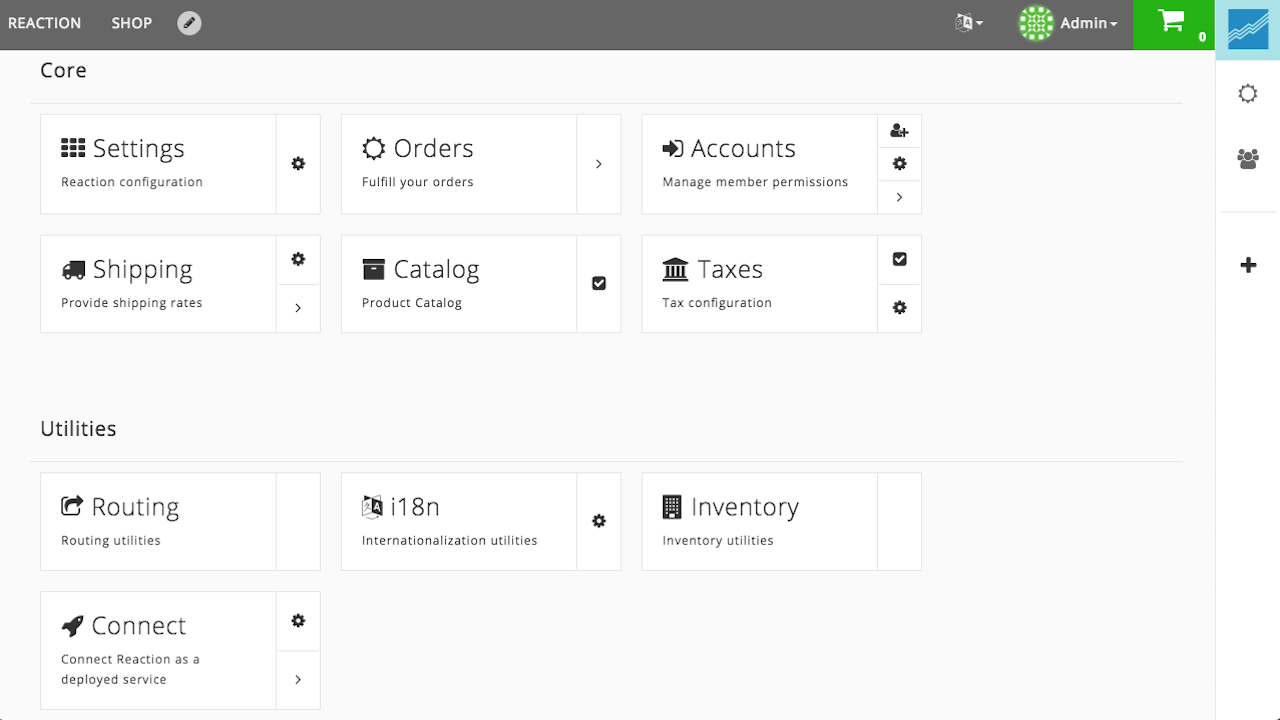 REACTION SHOP Admin 0
Core
Settings
Reaction configuration
Orders
Fulfill your orders
Accounts
Manage member permissions
Shipping
Provide shipping rates
Catalog
Product Catalog
Taxes
Tax configuration
Utilities
Routing
Routing utilities
i18n
Internationalization utilities
Inventory
Inventory utilities
Connect
Connect Reaction as a
deployed service